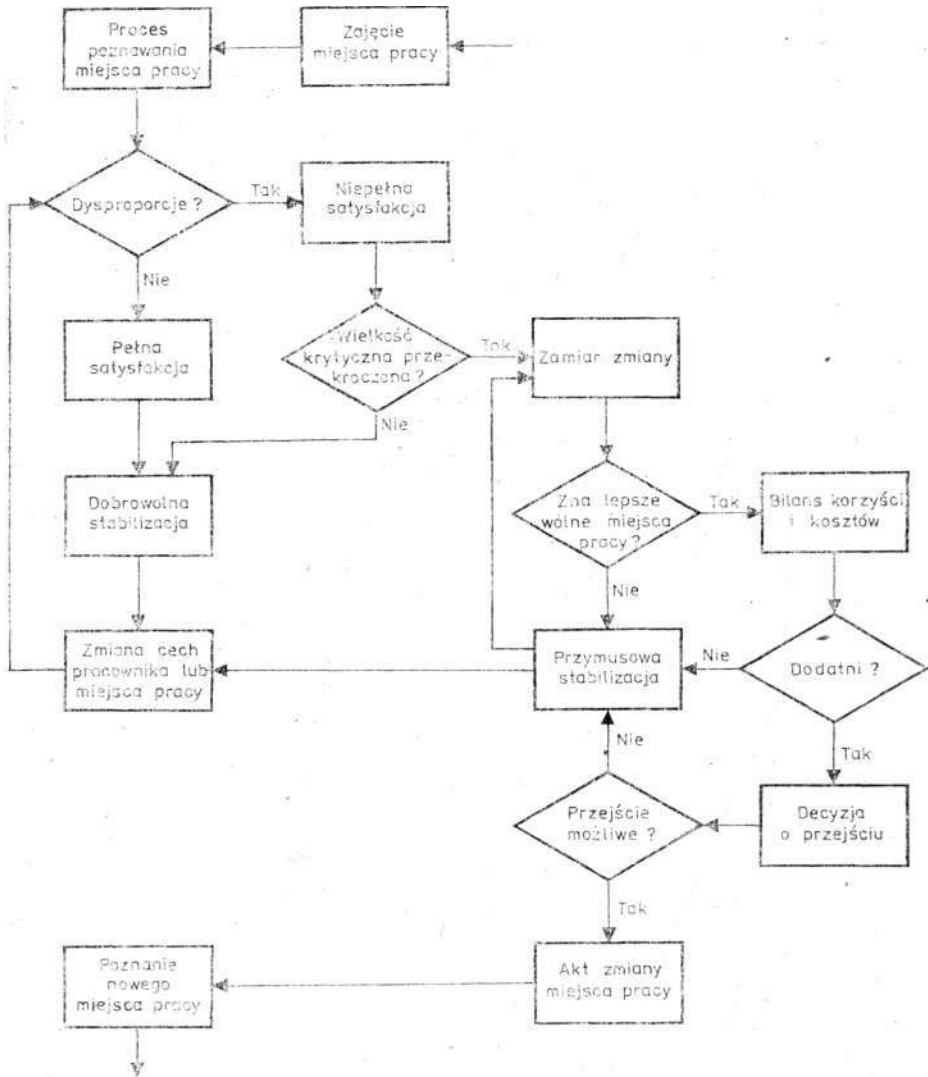 Proces
poznawania
miejsca pracy
Zajęcie
miejsca pracy
Dysproporcje ?
Tak
Niepełna
satysfakcja
Nie
Pełna
satysfakcja
Wielkość
krytyczna prze-
kroczona ?
Tak
Zamiar zmiany
Nie
Dobrowolna
stabilizacja
Zna lepsze
wolne miejsca
pracy ?
Tak
Bilans korzyści
i kosztów
Nie
Zmiana cech
pracownika lub
miejsca pracy
Przymusowa
stabilizacja
Nie
Dodatni ?
Nie
Tak
Przejście
możliwe ?
Decyzja
o przejściu
Tak
Poznanie
nowego
miejsca pracy
Akt zmiany
miejsca pracy